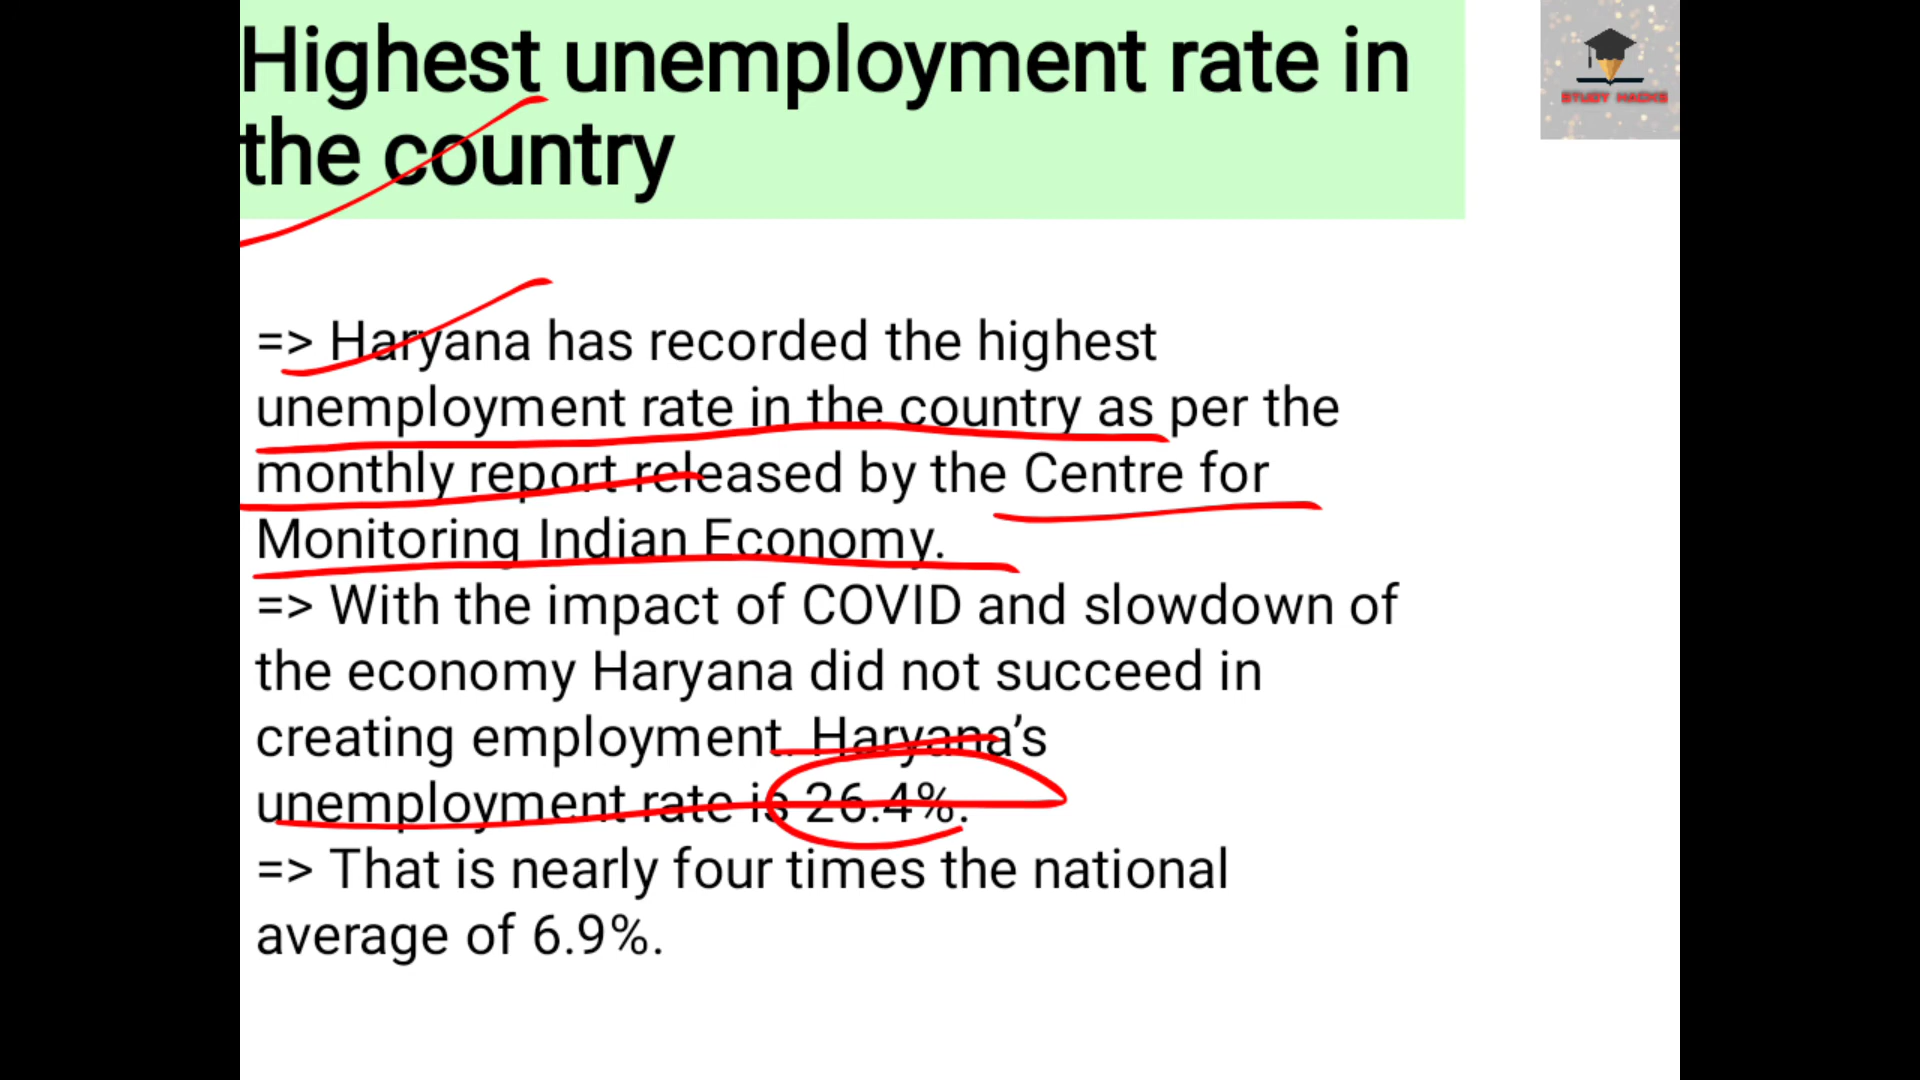 Highest unemployment rate in
the country
STUDY HACKS
=> Haryana has recorded the highest
unemployment rate in the country as per the
monthly report released by the Centre for
Monitoring Indian Economy.
=> With the impact of COVID and slowdown of
the economy Haryana did not succeed in
creating employment. Haryana’s
unemployment rate is 26.4%.
=> That is nearly four times the national
average of 6.9%.